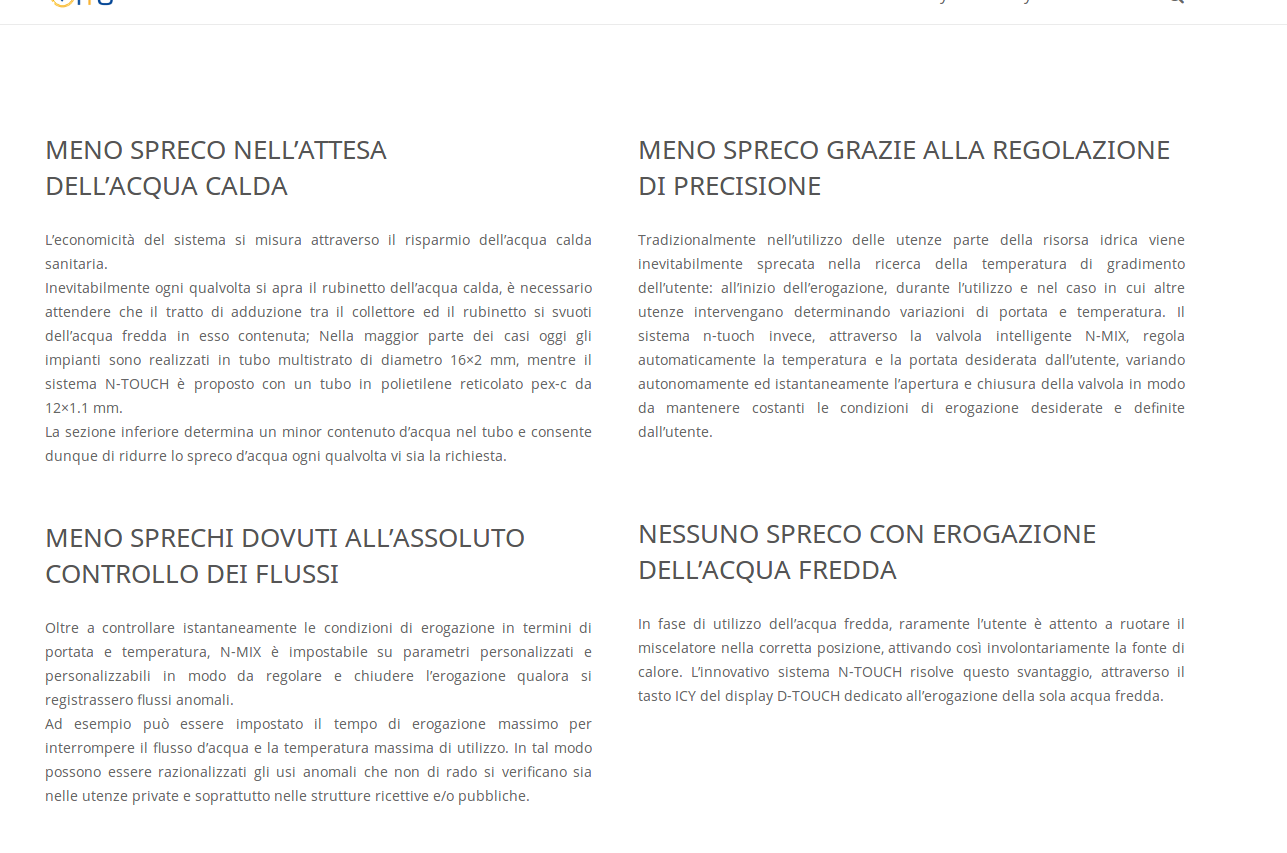 MENO SPRECO NELL’ATTESA
DELL’ACQUA CALDA
L’economicità del sistema si misura attraverso il risparmio dell’acqua calda
sanitaria.
Inevitabilmente ogni qualvolta si apra il rubinetto dell’acqua calda, è necessario
attendere che il tratto di adduzione tra il collettore ed il rubinetto si svuoti
dell’acqua fredda in esso contenuta; Nella maggior parte dei casi oggi gli
impianti sono realizzati in tubo multistrato di diametro 16×2 mm, mentre il
sistema N-TOUCH è proposto con un tubo in polietilene reticolato pex-c da
12×1.1 mm.
La sezione inferiore determina un minor contenuto d’acqua nel tubo e consente
dunque di ridurre lo spreco d’acqua ogni qualvolta vi sia la richiesta.
MENO SPRECO GRAZIE ALLA REGOLAZIONE
DI PRECISIONE
Tradizionalmente nell’utilizzo delle utenze parte della risorsa idrica viene
inevitabilmente sprecata nella ricerca della temperatura di gradimento
dell’utente: all’inizio dell’erogazione, durante l’utilizzo e nel caso in cui altre
utenze intervengano determinando variazioni di portata e temperatura. Il
sistema n-tuoch invece, attraverso la valvola intelligente N-MIX, regola
automaticamente la temperatura e la portata desiderata dall’utente, variando
autonomamente ed istantaneamente l’apertura e chiusura della valvola in modo
da mantenere costanti le condizioni di erogazione desiderate e definite
dall’utente.
MENO SPRECHI DOVUTI ALL’ASSOLUTO
CONTROLLO DEI FLUSSI
Oltre a controllare istantaneamente le condizioni di erogazione in termini di
portata e temperatura, N-MIX è impostabile su parametri personalizzati e
personalizzabili in modo da regolare e chiudere l’erogazione qualora si
registrassero flussi anomali.
Ad esempio può essere impostato il tempo di erogazione massimo per
interrompere il flusso d’acqua e la temperatura massima di utilizzo. In tal modo
possono essere razionalizzati gli usi anomali che non di rado si verificano sia
nelle utenze private e soprattutto nelle strutture ricettive e/o pubbliche.
NESSUNO SPRECO CON EROGAZIONE
DELL’ACQUA FREDDA
In fase di utilizzo dell’acqua fredda, raramente l’utente è attento a ruotare il
miscelatore nella corretta posizione, attivando così involontariamente la fonte di
calore. L’innovativo sistema N-TOUCH risolve questo svantaggio, attraverso il
tasto ICY del display D-TOUCH dedicato all’erogazione della sola acqua fredda.